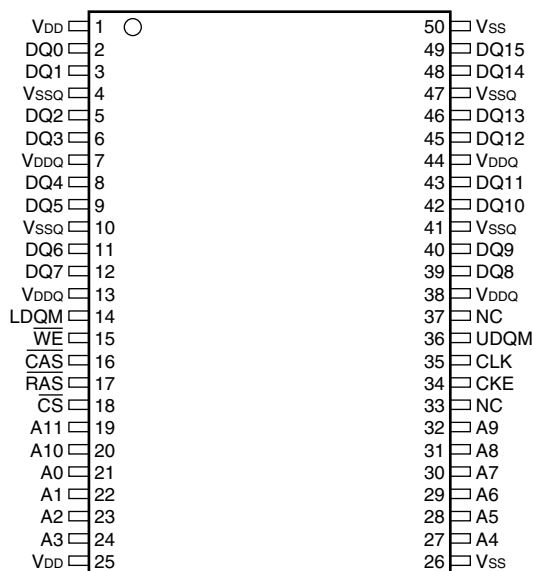 VDD 1 50 VSS
DQ0 2 49 DQ15
DQ1 3 48 DQ14
VSSQ 4 47 VSSQ
DQ2 5 46 DQ13
DQ3 6 45 DQ12
VDDQ 7 44 VDDQ
DQ4 8 43 DQ11
DQ5 9 42 DQ10
VSSQ 10 41 VSSQ
DQ6 11 40 DQ9
DQ7 12 39 DQ8
VDDQ 13 38 VDDQ
LDQM 14 37 NC
W̅E̅ 15 36 UDQM
C̅A̅S̅ 16 35 CLK
R̅A̅S̅ 17 34 CKE
C̅S̅ 18 33 NC
A11 19 32 A9
A10 20 31 A8
A0 21 30 A7
A1 22 29 A6
A2 23 28 A5
A3 24 27 A4
VDD 25 26 VSS